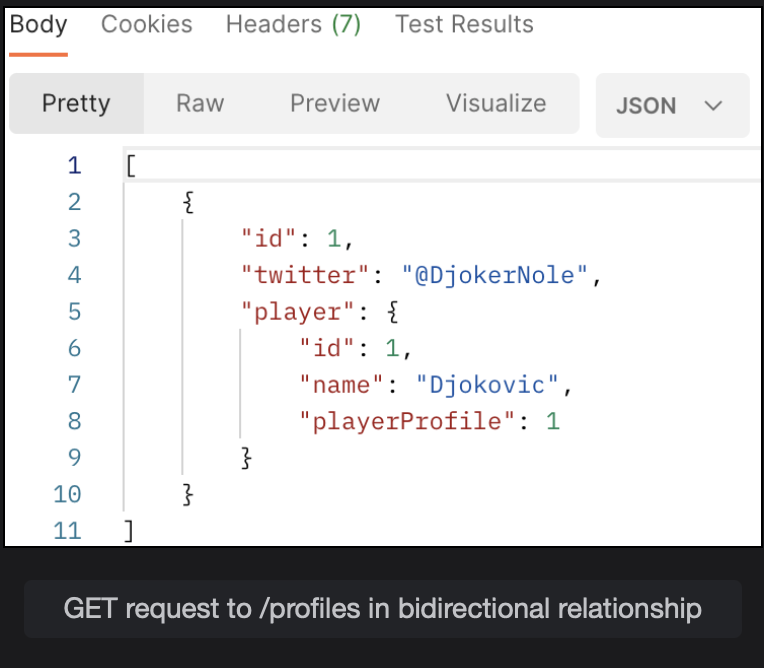 Body Cookies Headers (7) Test Results
Pretty Raw Preview Visualize JSON
1 [
2 {
3 "id": 1,
4 "twitter": "@DjokerNole",
5 "player": {
6 "id": 1,
7 "name": "Djokovic",
8 "playerProfile": 1
9 }
10 }
11 ]
GET request to /profiles in bidirectional relationship